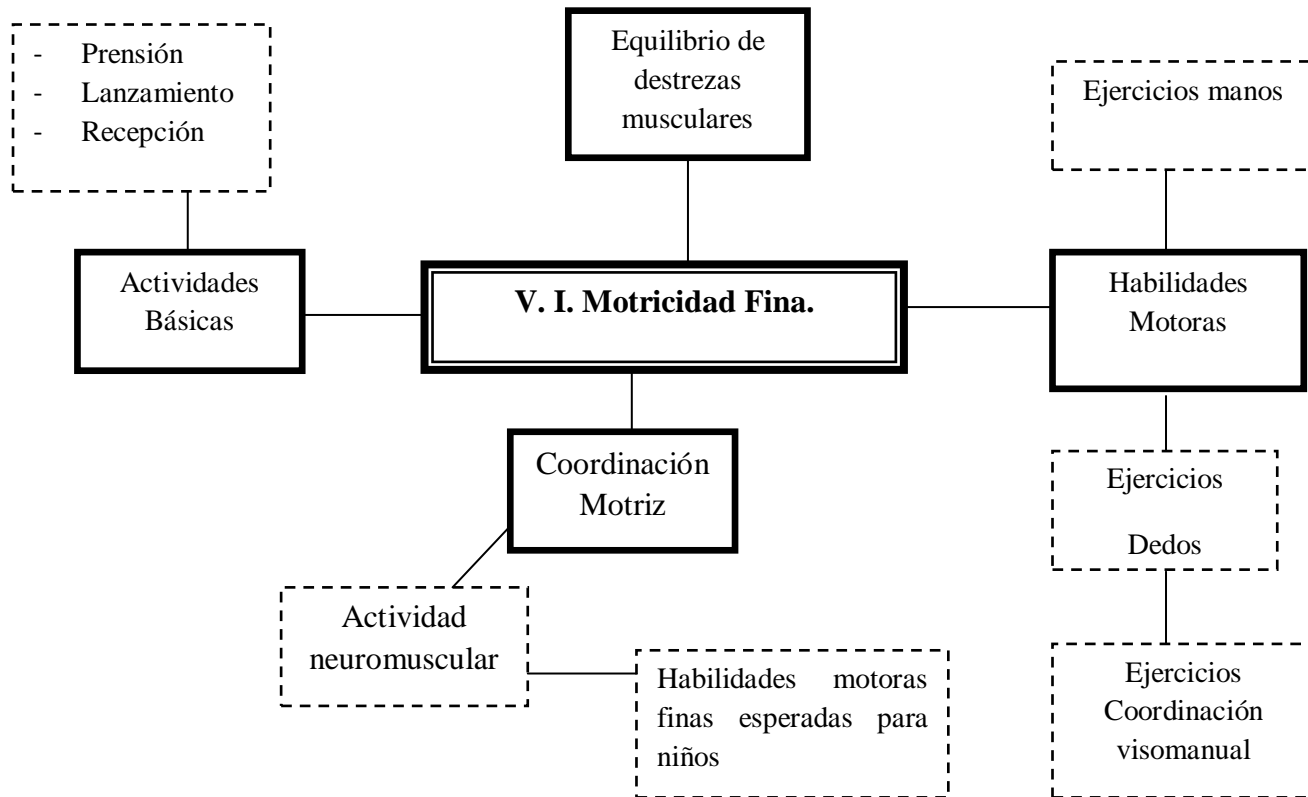 - Prensión
- Lanzamiento
- Recepción
Equilibrio de
destrezas
musculares
Ejercicios manos
Actividades
Básicas
V. I. Motricidad Fina.
Habilidades
Motoras
Coordinación
Motriz
Ejercicios
Dedos
Actividad
neuromuscular
Habilidades motoras
finas esperadas para
niños
Ejercicios
Coordinación
visomanual